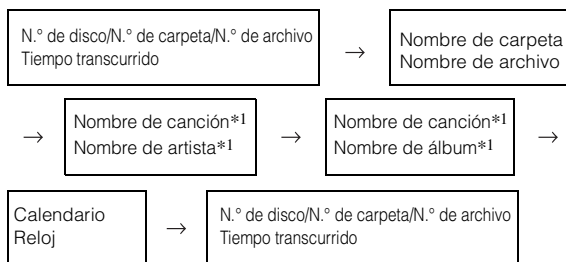 N.° de disco/N.° de carpeta/N.° de archivo
Tiempo transcurrido
→
Nombre de carpeta
Nombre de archivo
→
Nombre de canción*1
Nombre de artista*1
→
Nombre de canción*1
Nombre de álbum*1
→
Calendario
Reloj
→
N.° de disco/N.° de carpeta/N.° de archivo
Tiempo transcurrido